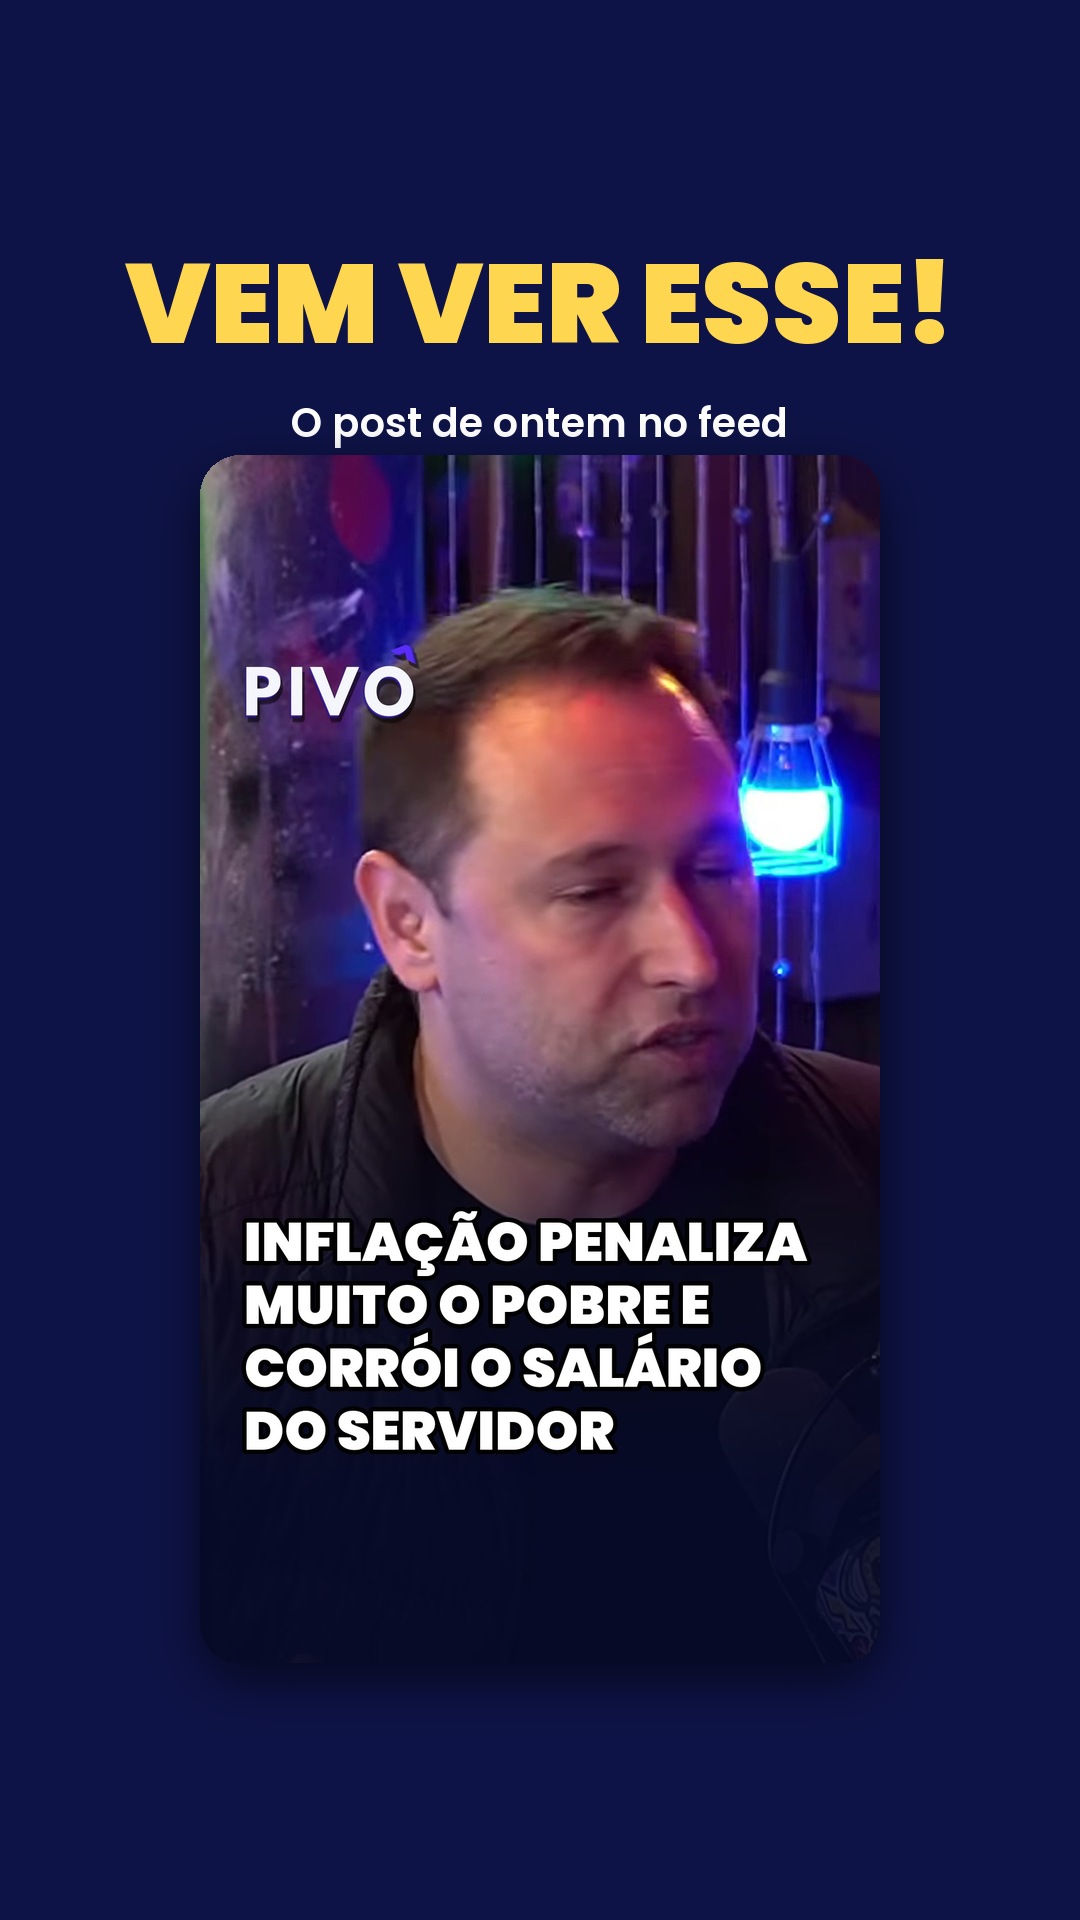 VEM VER ESSE!
O post de ontem no feed
PIVÔ
INFLAÇÃO PENALIZA
MUITO O POBRE E
CORRÓI O SALÁRIO
DO SERVIDOR